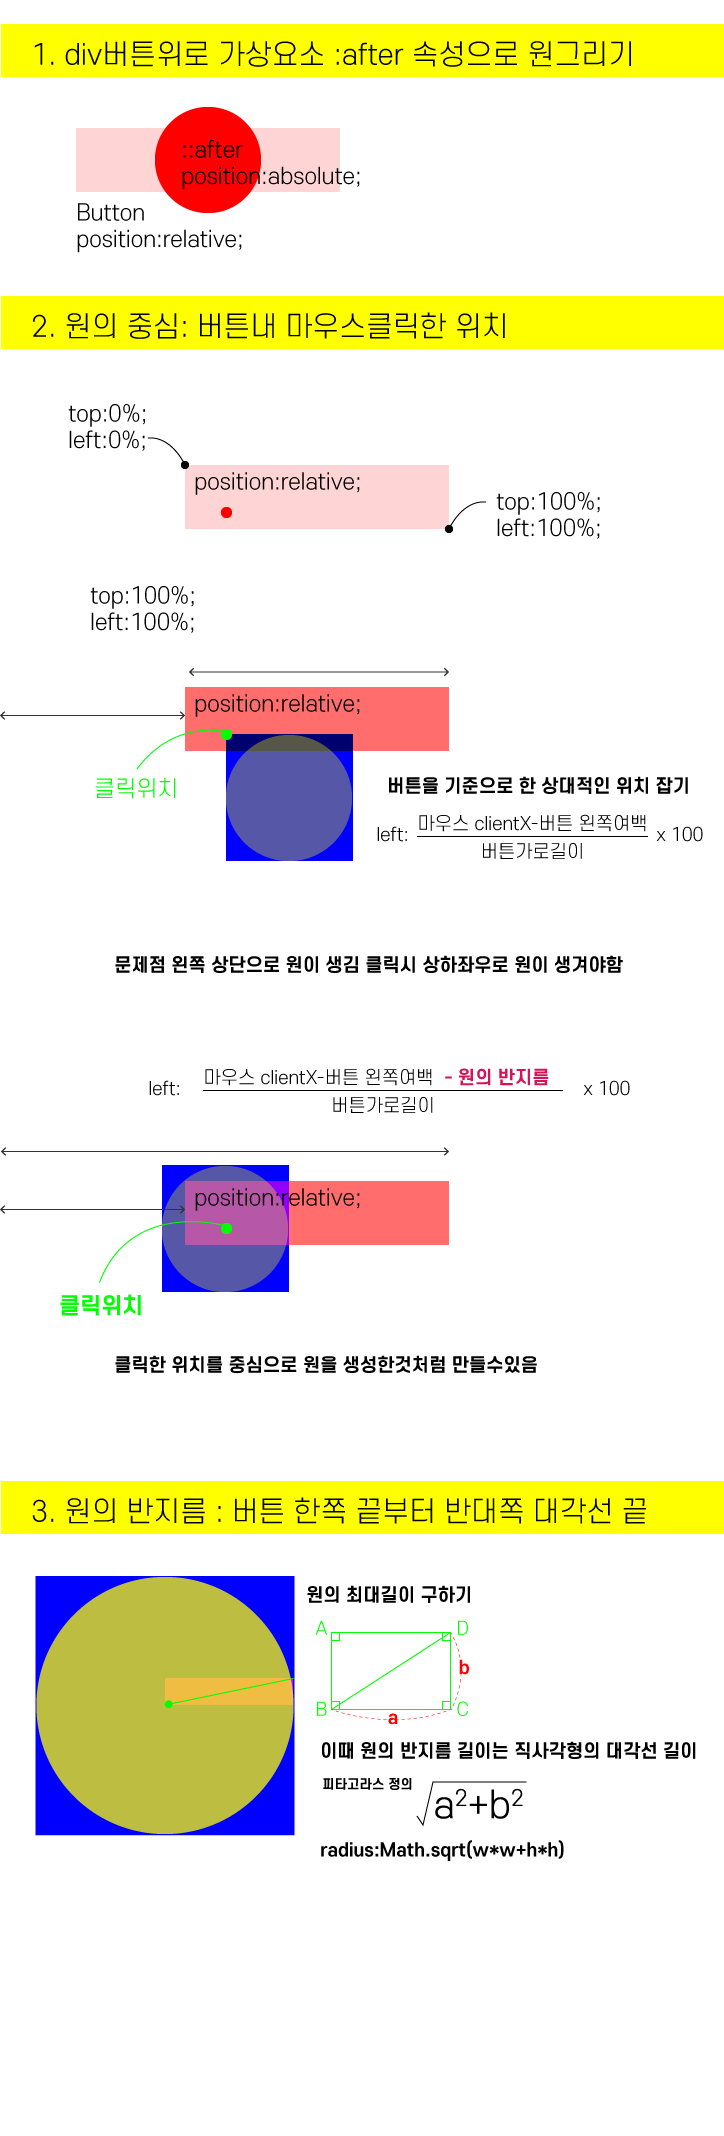 1. div버튼위로 가상요소 :after 속성으로 원그리기
::after
position:absolute;
Button
position:relative;
2. 원의 중심: 버튼내 마우스클릭한 위치
top:0%;
left:0%;
position:relative;
top:100%;
left:100%;
top:100%;
left:100%;
position:relative;
클릭위치
버튼을 기준으로 한 상대적인 위치 잡기
마우스 clientX-버튼 왼쪽여백
left: x 100
버튼가로길이
문제점 왼쪽 상단으로 원이 생김 클릭시 상하좌우로 원이 생겨야함
마우스 clientX-버튼 왼쪽여백 - 원의 반지름
left: x 100
버튼가로길이
position:relative;
클릭위치
클릭한 위치를 중심으로 원을 생성한것처럼 만들수있음
3. 원의 반지름 : 버튼 한쪽 끝부터 반대쪽 대각선 끝
원의 최대길이 구하기
A D
b
B C
a
이때 원의 반지름 길이는 직사각형의 대각선 길이
피타고라스 정의 √a²+b²
radius:Math.sqrt(w*w+h*h)